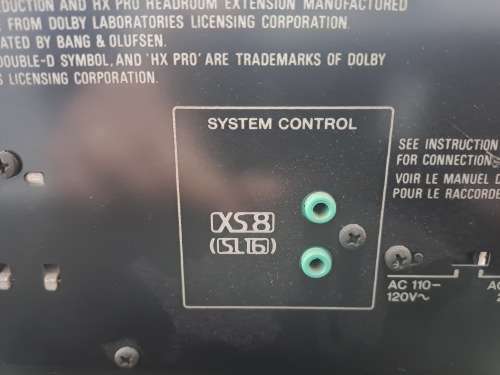 DUCTION AND HX PRO HEADROOM EXTENSION MANUFACTURED
E FROM DOLBY LABORATORIES LICENSING CORPORATION.
ATED BY BANG & OLUFSEN.
DOUBLE-D SYMBOL, AND 'HX PRO' ARE TRADEMARKS OF DOLBY
S LICENSING CORPORATION.
SYSTEM CONTROL
XS8
(SL16)
SEE INSTRUCTION
FOR CONNECTION
VOIR LE MANUEL D
POUR LE RACCORDE
AC 110-
120V~
AC
2